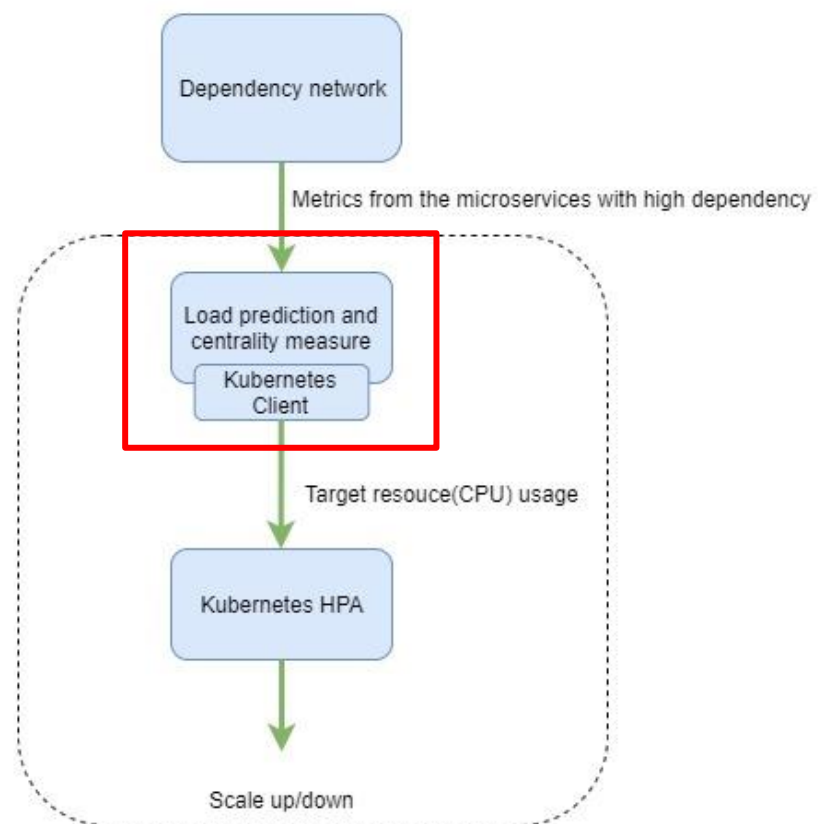 Dependency network
Metrics from the microservices with high dependency
Load prediction and
centrality measure
Kubernetes
Client
Target resouce(CPU) usage
Kubernetes HPA
Scale up/down